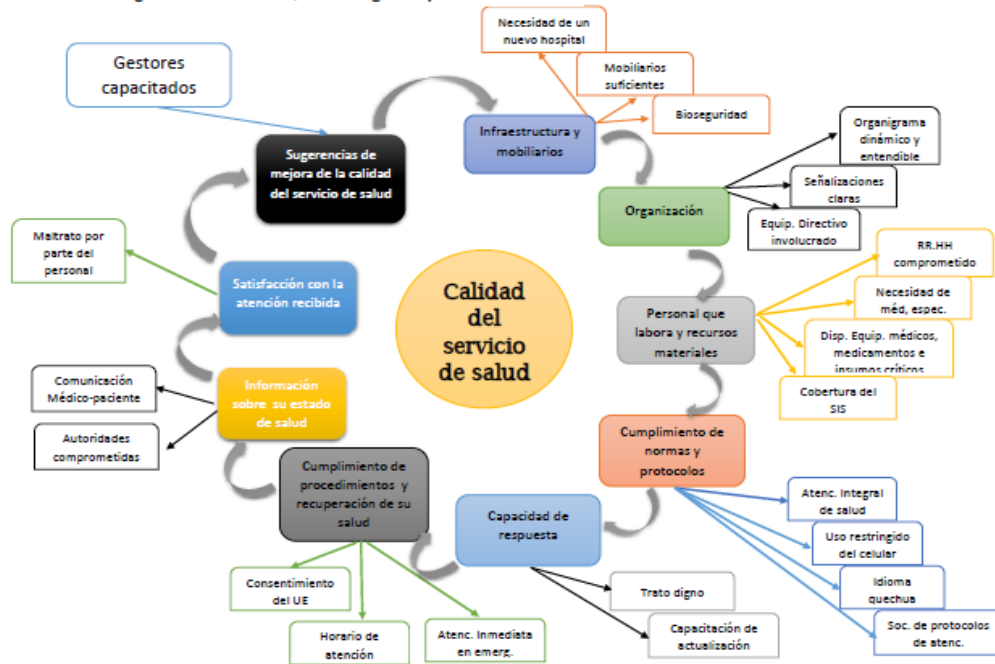 Gestores
capacitados
Sugerencias de
mejora de la calidad
del servicio de salud
Necesidad de un
nuevo hospital
Mobiliarios
suficientes
Bioseguridad
Infraestructura y
mobiliarios
Organigrama
dinámico y
entendible
Señalizaciones
claras
Equip. Directivo
involucrado
Organización
RR.HH
comprometido
Necesidad de
méd, espec.
Disp. Equip. médicos,
medicamentos e
insumos críticos
Cobertura del
SIS
Personal que
labora y recursos
materiales
Cumplimiento de
normas y
protocolos
Atenc. Integral
de salud
Uso restringido
del celular
Idioma
quechua
Soc. de protocolos
de atenc.
Capacidad de
respuesta
Trato digno
Capacitación de
actualización
Cumplimiento de
procedimientos y
recuperación de su
salud
Consentimiento
del UE
Horario de
atención
Atenc. Inmediata
en emerg.
Información
sobre su estado
de salud
Comunicación
Médico-paciente
Autoridades
comprometidas
Satisfacción con la
atención recibida
Maltrato por
parte del
personal
Calidad
del
servicio
de salud